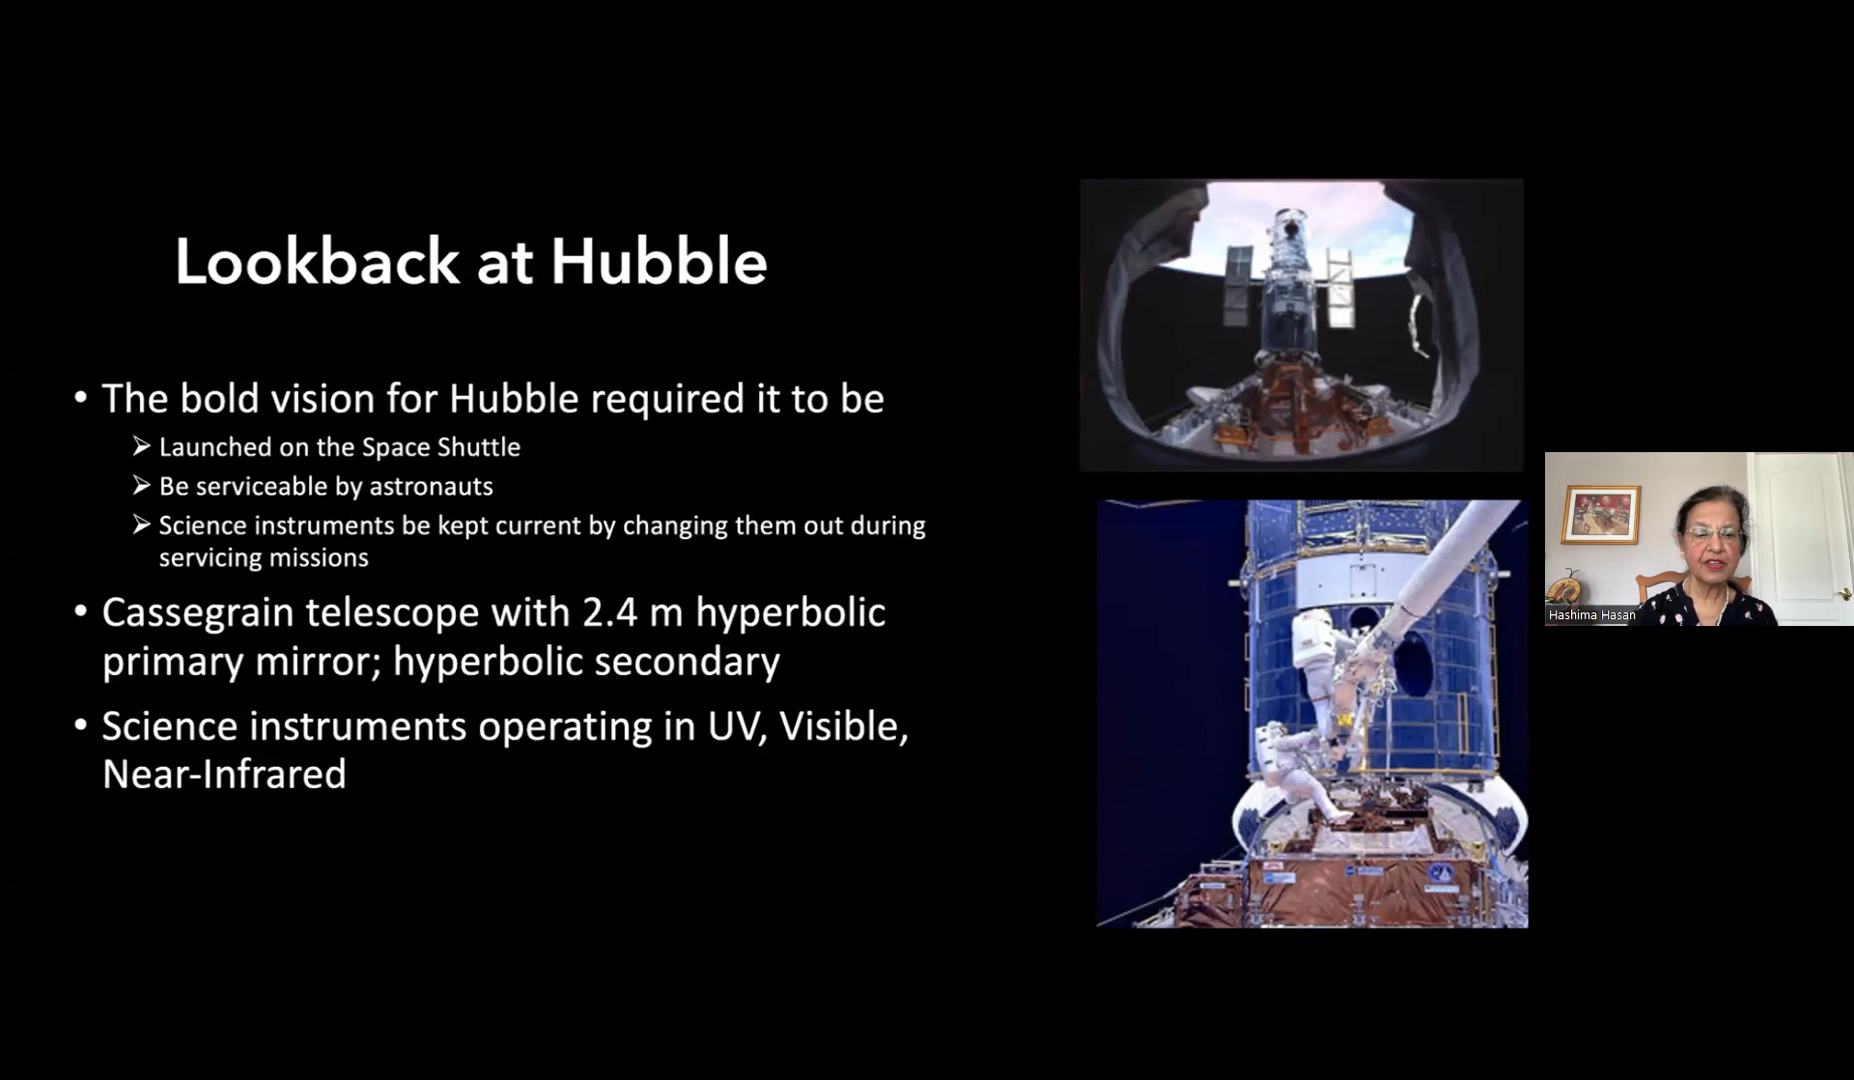 Lookback at Hubble
• The bold vision for Hubble required it to be
➢ Launched on the Space Shuttle
➢ Be serviceable by astronauts
➢ Science instruments be kept current by changing them out during
servicing missions
• Cassegrain telescope with 2.4 m hyperbolic
primary mirror; hyperbolic secondary
• Science instruments operating in UV, Visible,
Near-Infrared
Hashima Hasan